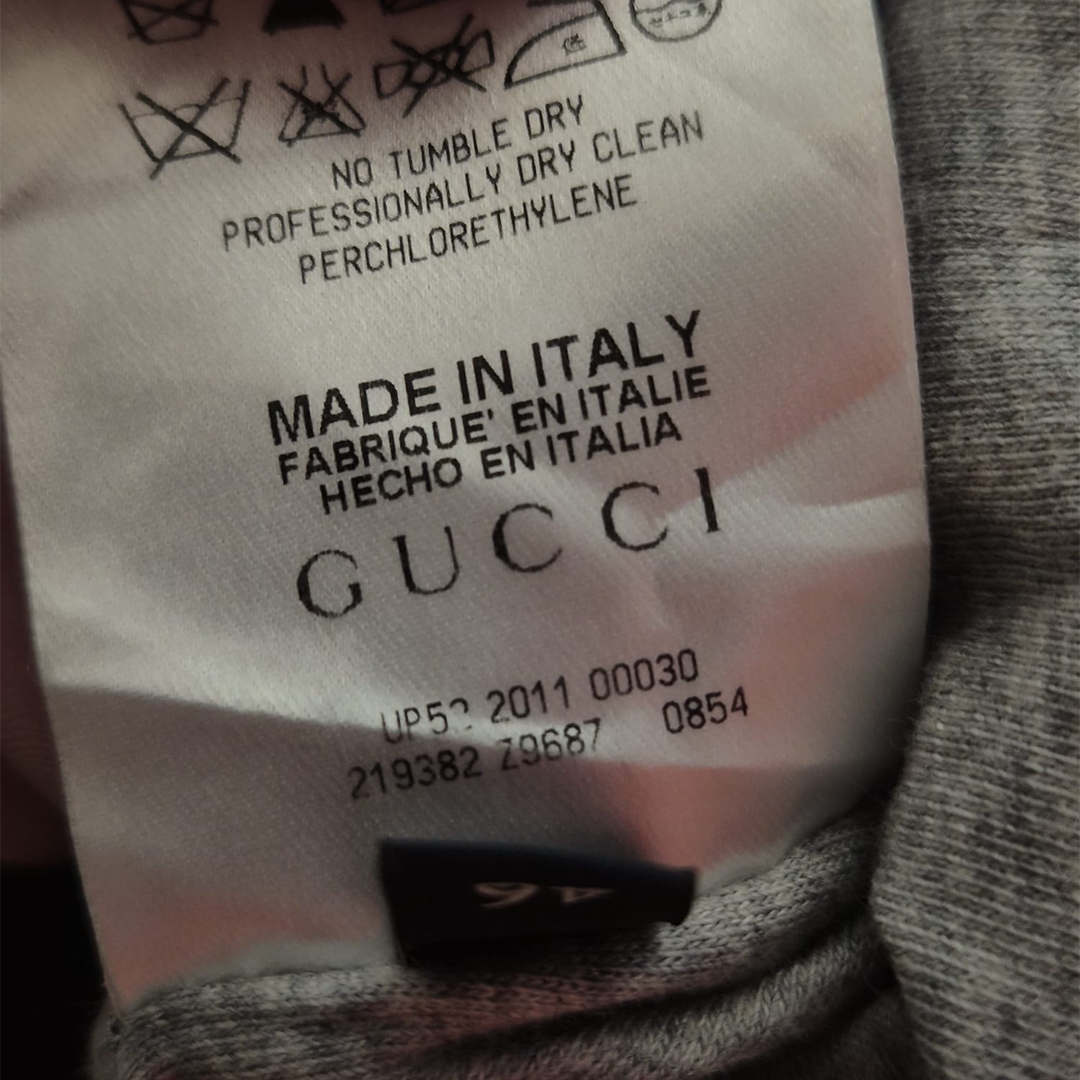 NO TUMBLE DRY
PROFESSIONALLY DRY CLEAN
PERCHLORETHYLENE
MADE IN ITALY
FABRIQUE' EN ITALIE
HECHO EN ITALIA
GUCCI
2011 00030
219382 Z9687 0854
46